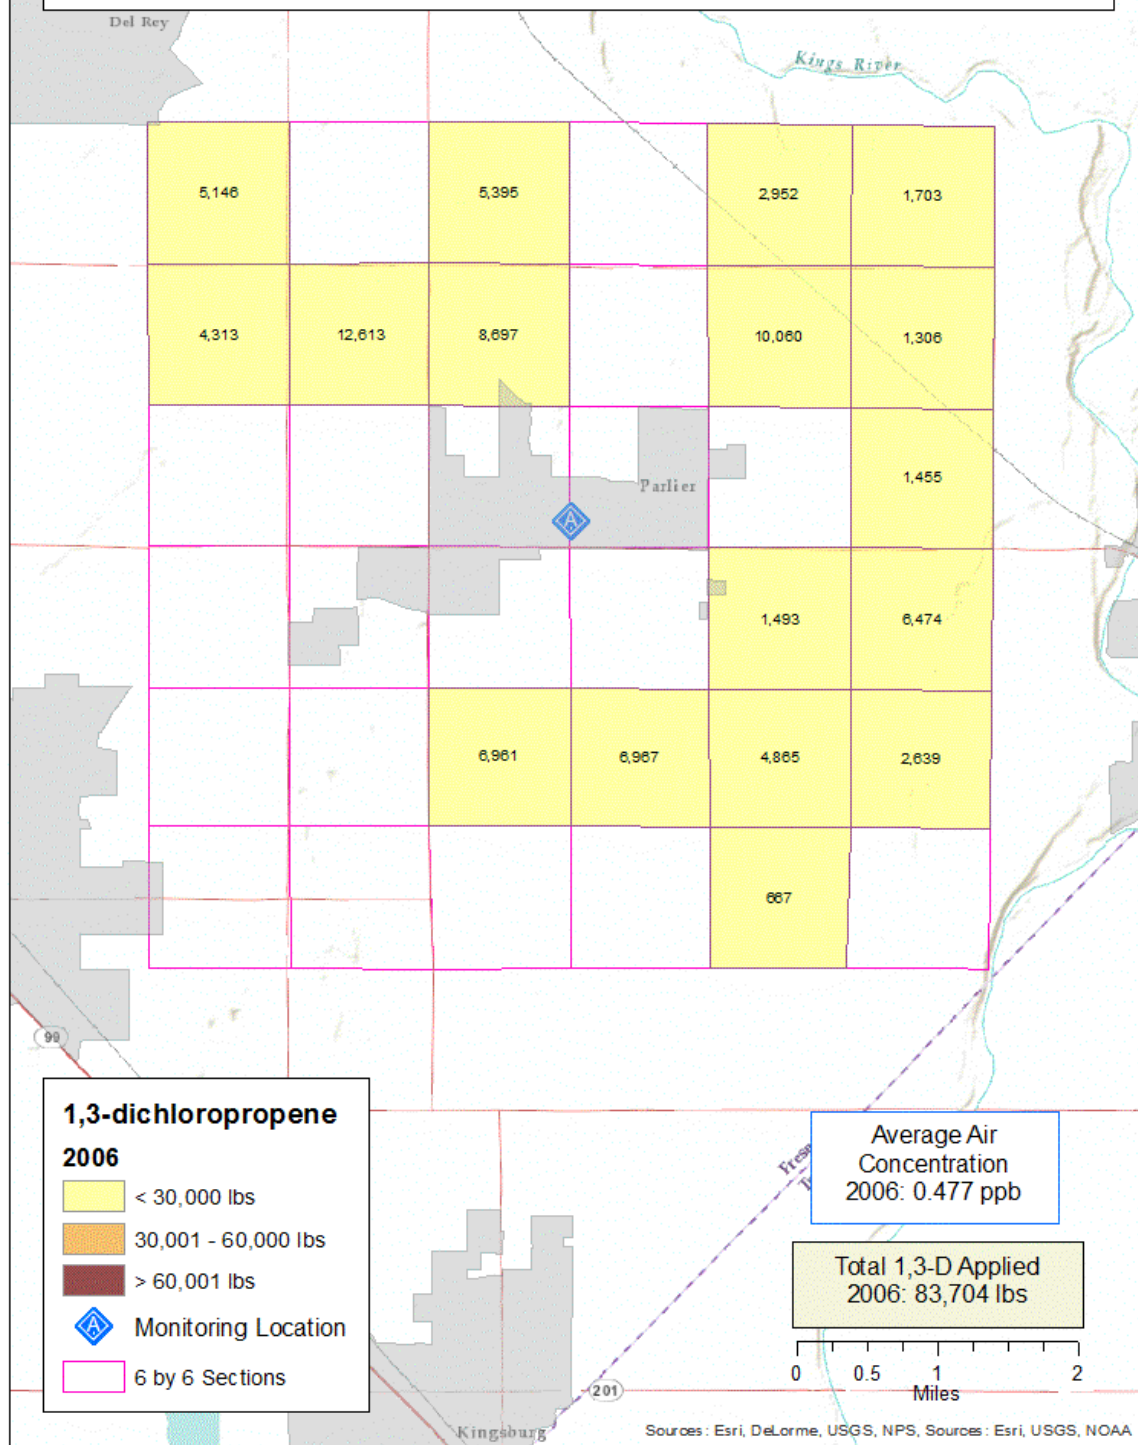 Del Rey
Kings River
5,146
5,395
2,952
1,703
4,313
12,613
8,697
10,060
1,306
1,455
Parlier
A
1,493
6,474
6,961
6,967
4,865
2,639
667
99
1,3-dichloropropene
2006
< 30,000 lbs
30,001 - 60,000 lbs
> 60,001 lbs
A
Monitoring Location
6 by 6 Sections
Average Air
Concentration
2006: 0.477 ppb
Total 1,3-D Applied
2006: 83,704 lbs
0 0.5 1 2
Miles
201
Kingsburg
Sources: Esri, DeLorme, USGS, NPS, Sources: Esri, USGS, NOAA